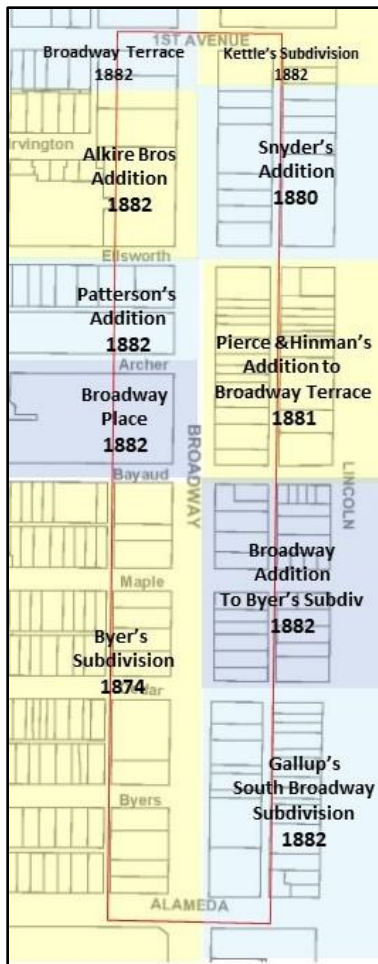 1ST AVENUE
Broadway Terrace
1882
Kettle's Subdivision
1882
Irvington
Alkire Bros
Addition
1882
Snyder's
Addition
1880
Ellsworth
Patterson's
Addition
1882
Archer
Pierce &Hinman's
Addition to
Broadway Terrace
1881
Broadway
Place
1882
BROADWAY
LINCOLN
Bayaud
Broadway
Addition
To Byer's Subdiv
1882
Maple
Byer's
Subdivision
1874
Gallup's
South Broadway
Subdivision
1882
Byers
ALAMEDA